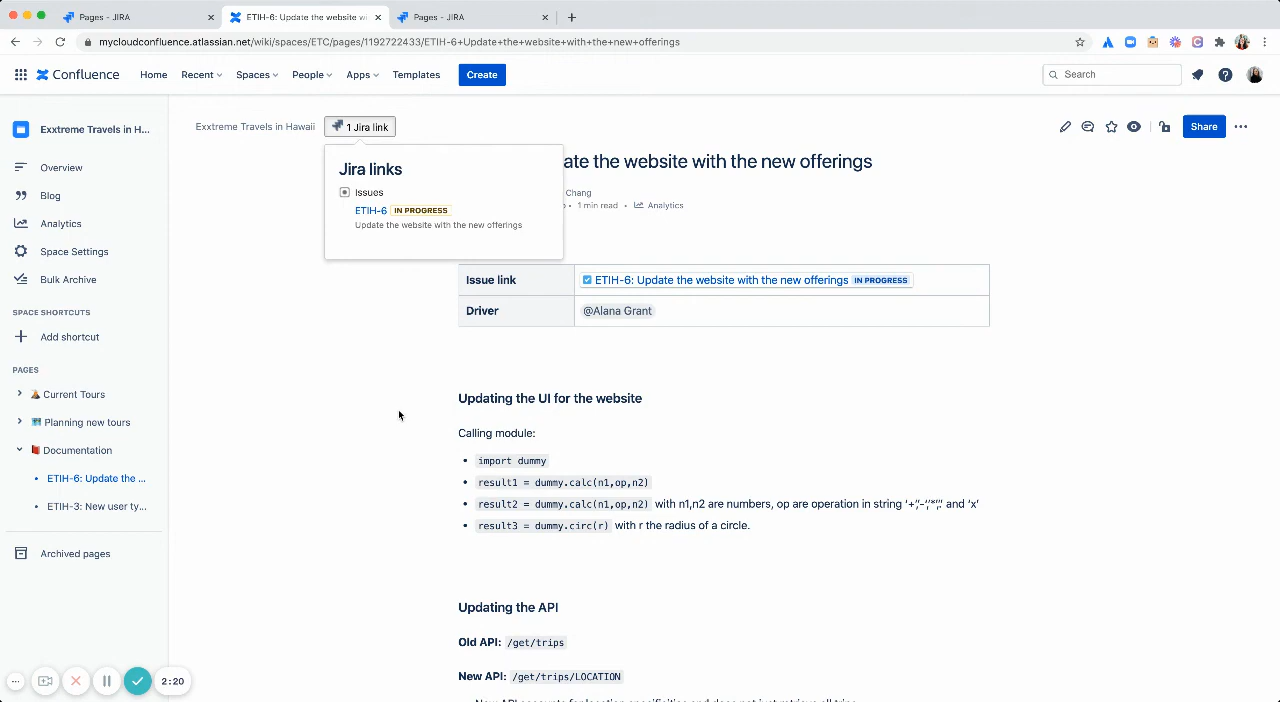 Pages - JIRA
ETIH-6: Update the website wi
Pages - JIRA
mycloudconfluence.atlassian.net/wiki/spaces/ETC/pages/1192722433/ETIH-6+Update+the+website+with+the+new+offerings
Confluence Home Recent Spaces People Apps Templates Create Search
Exxtreme Travels in H...
Overview
Blog
Analytics
Space Settings
Bulk Archive
SPACE SHORTCUTS
Add shortcut
PAGES
Current Tours
Planning new tours
Documentation
ETIH-6: Update the ...
ETIH-3: New user ty...
Archived pages
2:20
Exxtreme Travels in Hawaii 1 Jira link Share
Jira links
Issues
ETIH-6 IN PROGRESS
Update the website with the new offerings
ate the website with the new offerings
Chang
1 min read • Analytics
Issue link ETIH-6: Update the website with the new offerings IN PROGRESS
Driver @Alana Grant
Updating the UI for the website
Calling module:
• import dummy
• result1 = dummy.calc(n1,op,n2)
• result2 = dummy.calc(n1,op,n2) with n1,n2 are numbers, op are operation in string ‘+’,’-’,’*’,’’ and ‘x’
• result3 = dummy.circ(r) with r the radius of a circle.
Updating the API
Old API: /get/trips
New API: /get/trips/LOCATION